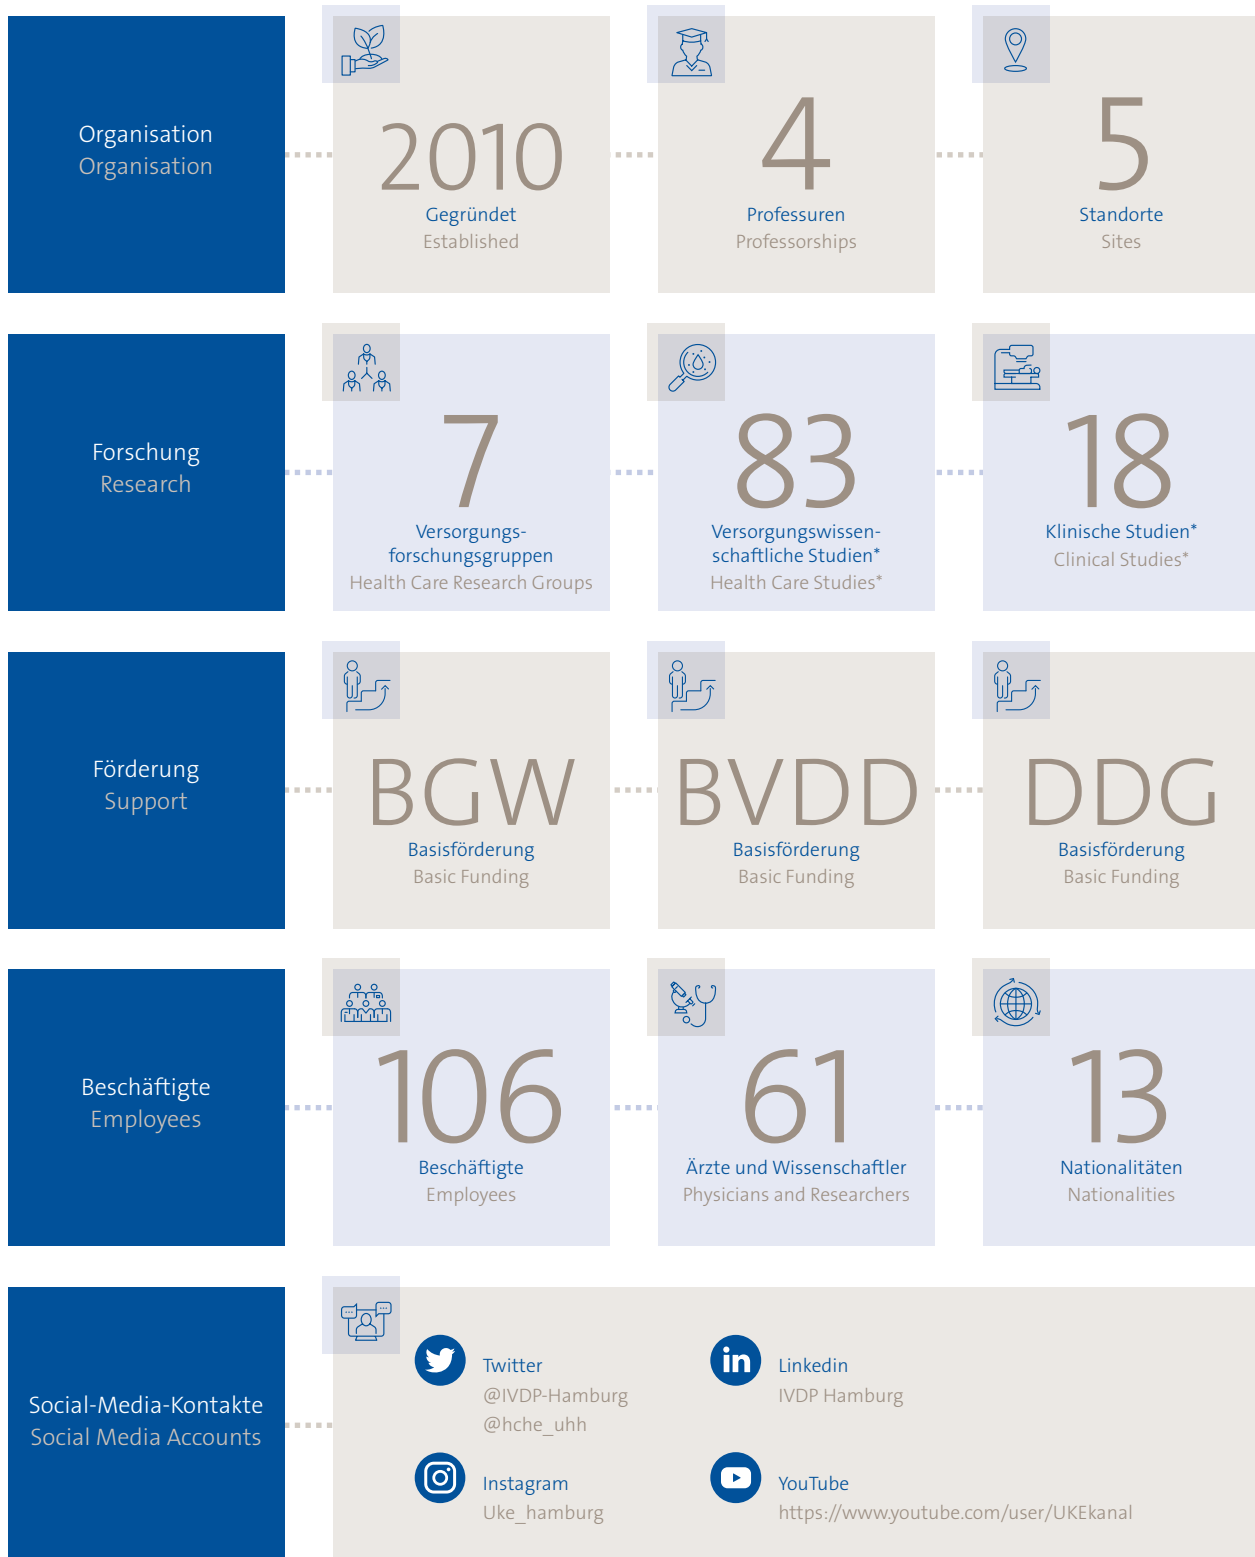 Organisation
Organisation
2010
Gegründet
Established
4
Professuren
Professorships
5
Standorte
Sites
Forschung
Research
7
Versorgungs-
forschungsgruppen
Health Care Research Groups
83
Versorgungswissen-
schaftliche Studien*
Health Care Studies*
18
Klinische Studien*
Clinical Studies*
Förderung
Support
BGW
Basisförderung
Basic Funding
BVDD
Basisförderung
Basic Funding
DDG
Basisförderung
Basic Funding
Beschäftigte
Employees
106
Beschäftigte
Employees
61
Ärzte und Wissenschaftler
Physicians and Researchers
13
Nationalitäten
Nationalities
Social-Media-Kontakte
Social Media Accounts
Twitter
@IVDP-Hamburg
@hche_uhh
Linkedin
IVDP Hamburg
Instagram
Uke_hamburg
YouTube
https://www.youtube.com/user/UKEkanal